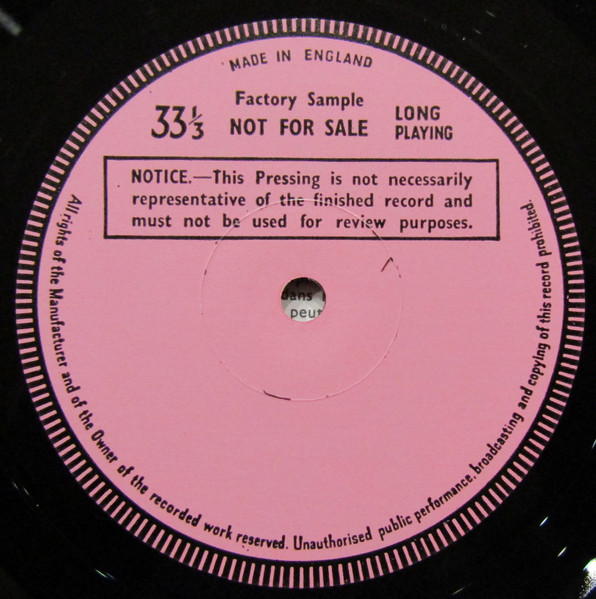 MADE IN ENGLAND
Factory Sample
33⅓ NOT FOR SALE LONG PLAYING
NOTICE.—This Pressing is not necessarily
representative of the finished record and
must not be used for review purposes.
All rights of the Manufacturer and of the Owner of the recorded work reserved. Unauthorised public performance, broadcasting and copying of this record prohibited.
peut